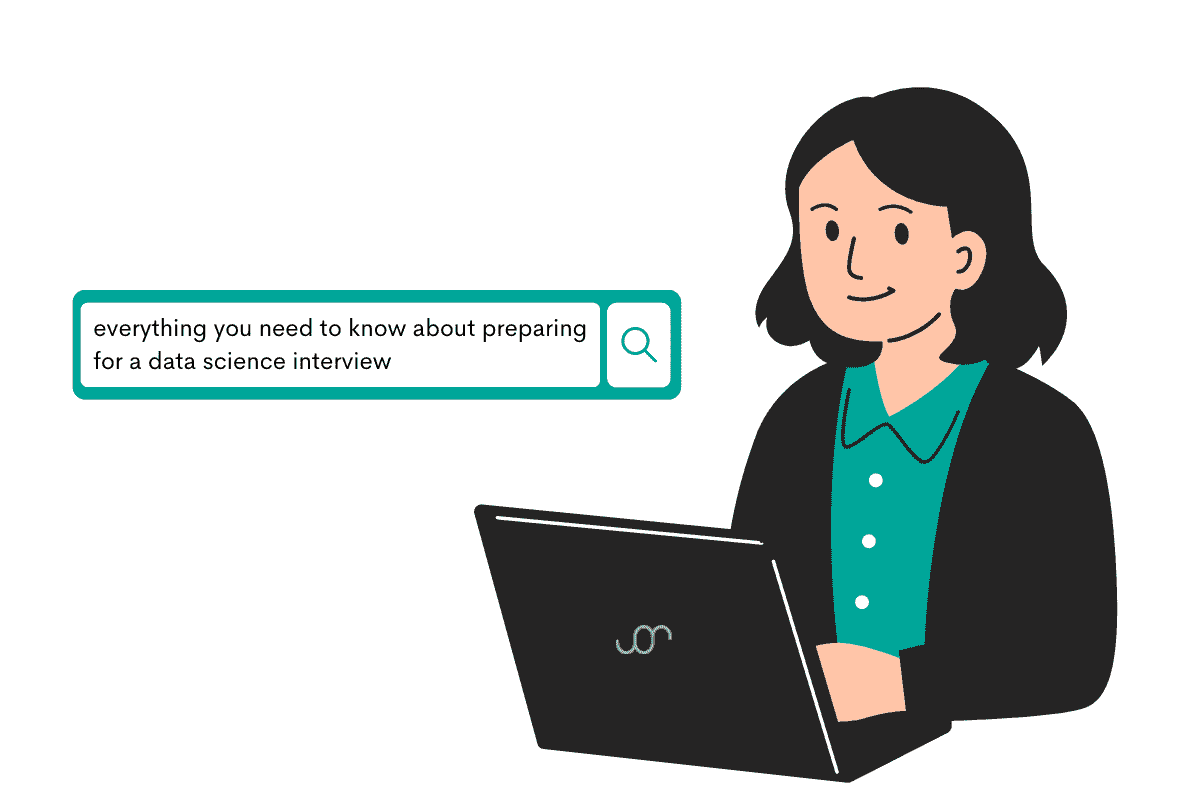 everything you need to know about preparing
for a data science interview